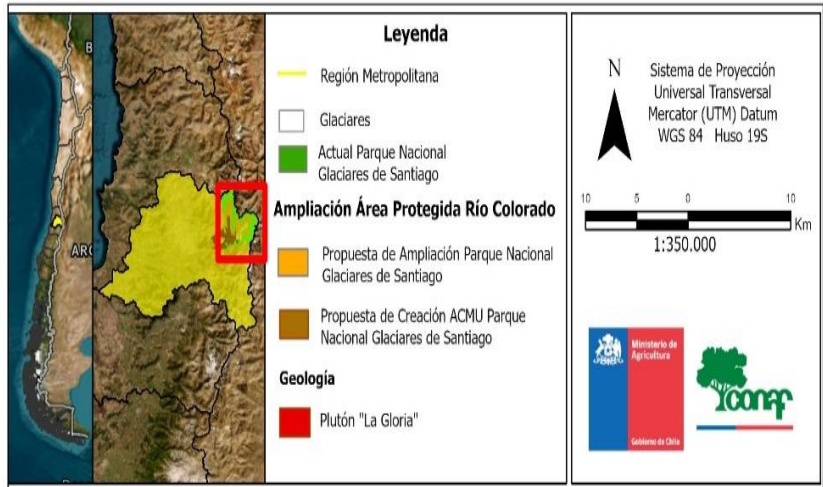 Leyenda
Región Metropolitana
Glaciares
Actual Parque Nacional
Glaciares de Santiago
Ampliación Área Protegida Río Colorado
Propuesta de Ampliación Parque Nacional
Glaciares de Santiago
Propuesta de Creación ACMU Parque
Nacional Glaciares de Santiago
Geología
Plutón "La Gloria"
N
Sistema de Proyección
Universal Transversal
Mercator (UTM) Datum
WGS 84 Huso 19S
10 5 0 10
Km
1:350.000
Ministerio de
Agricultura
Gobierno de Chile
conaf